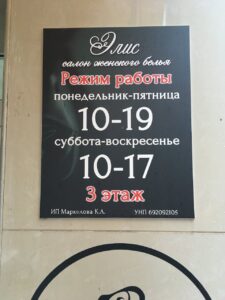 Элис
салон женского белья
Режим работы
понедельник-пятница
10-19
суббота-воскресенье
10-17
3 этаж
ИП Мархолова К.А. УНП 692092105